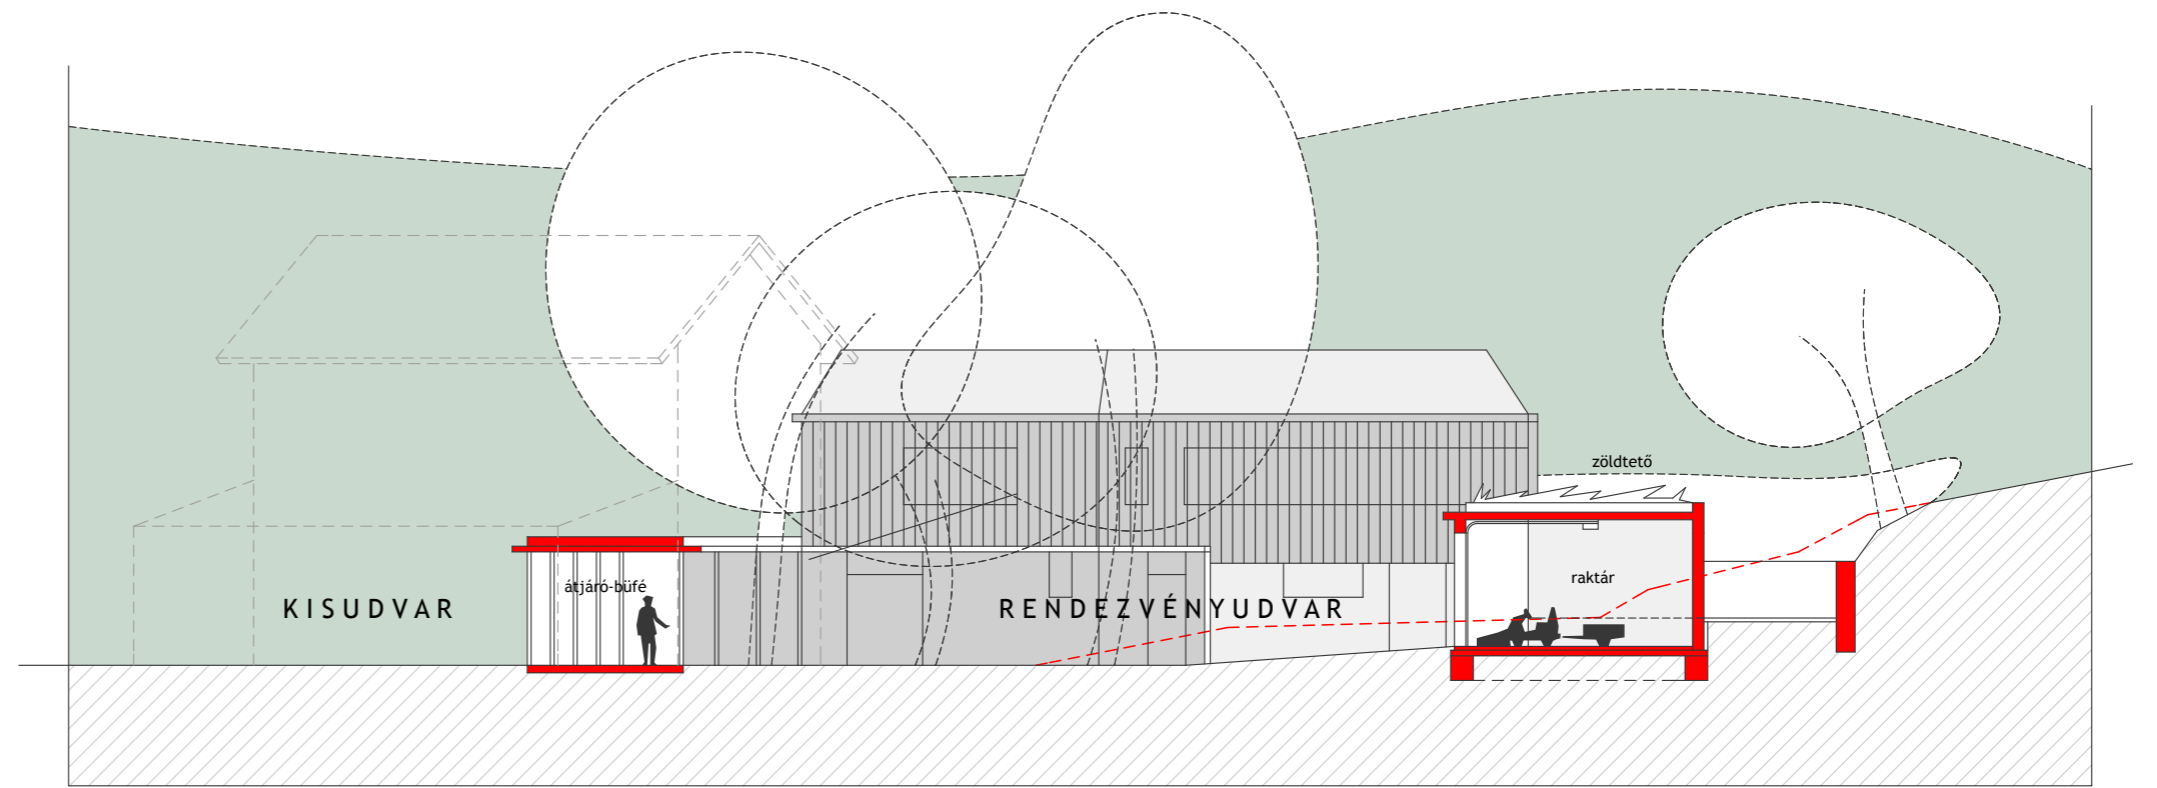 zöldtető
raktár
átjáró-büfé
KISUDVAR
RENDEZVÉNYUDVAR